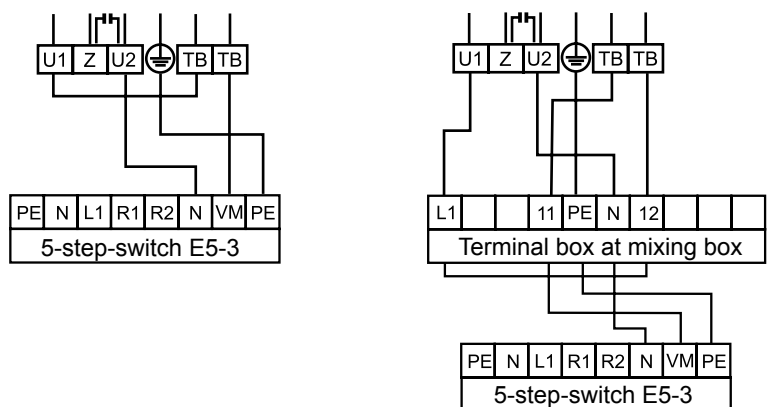 U1 Z U2 TB TB
PE N L1 R1 R2 N VM PE
5-step-switch E5-3
U1 Z U2 TB TB
L1 11 PE N 12
Terminal box at mixing box
PE N L1 R1 R2 N VM PE
5-step-switch E5-3